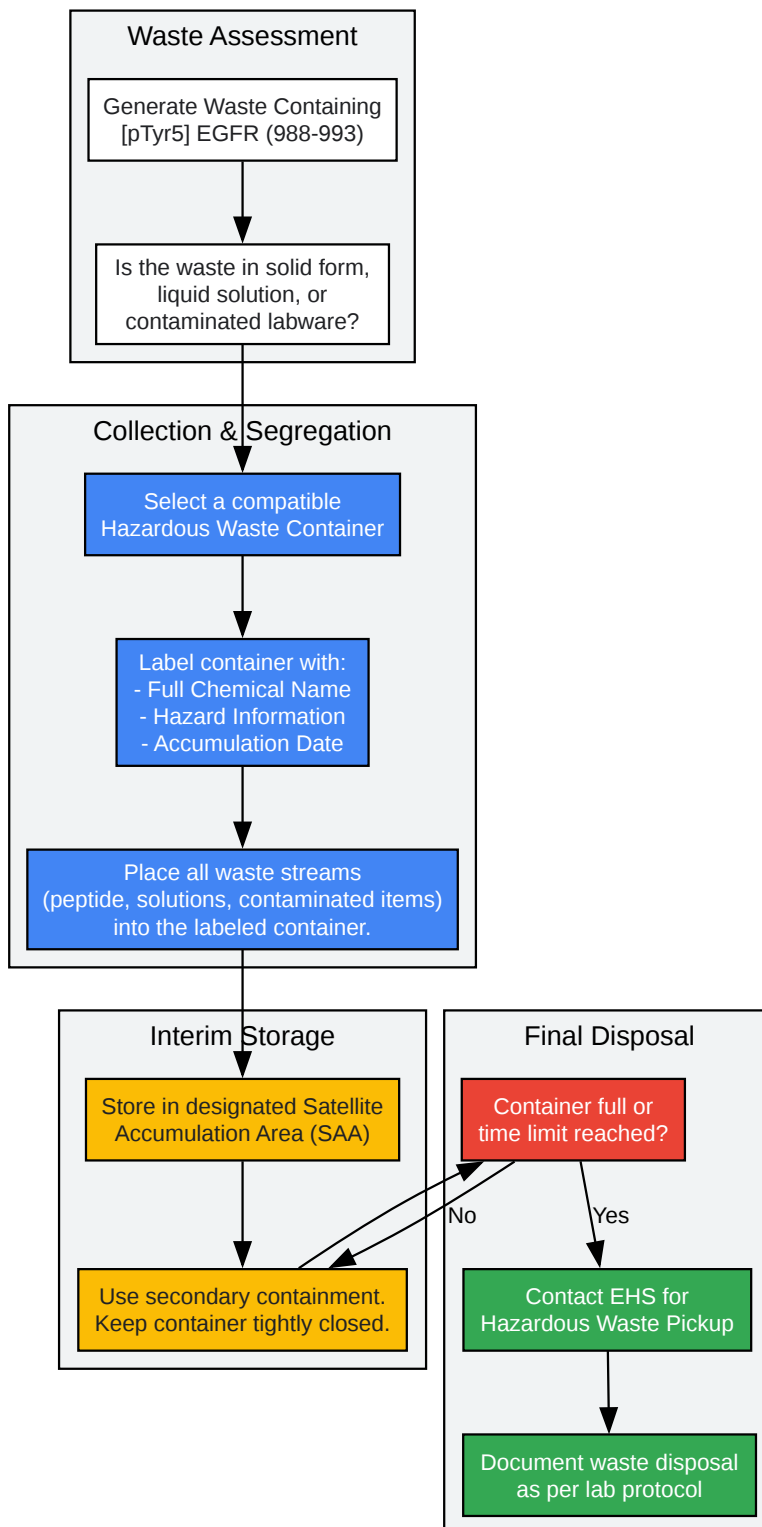 Waste Assessment
Generate Waste Containing
[pTyr5] EGFR (988-993)
Is the waste in solid form,
liquid solution, or
contaminated labware?
Collection & Segregation
Select a compatible
Hazardous Waste Container
Label container with:
- Full Chemical Name
- Hazard Information
- Accumulation Date
Place all waste streams
(peptide, solutions, contaminated items)
into the labeled container.
Interim Storage
Store in designated Satellite
Accumulation Area (SAA)
Use secondary containment.
Keep container tightly closed.
Final Disposal
Container full or
time limit reached?
No
Yes
Contact EHS for
Hazardous Waste Pickup
Document waste disposal
as per lab protocol